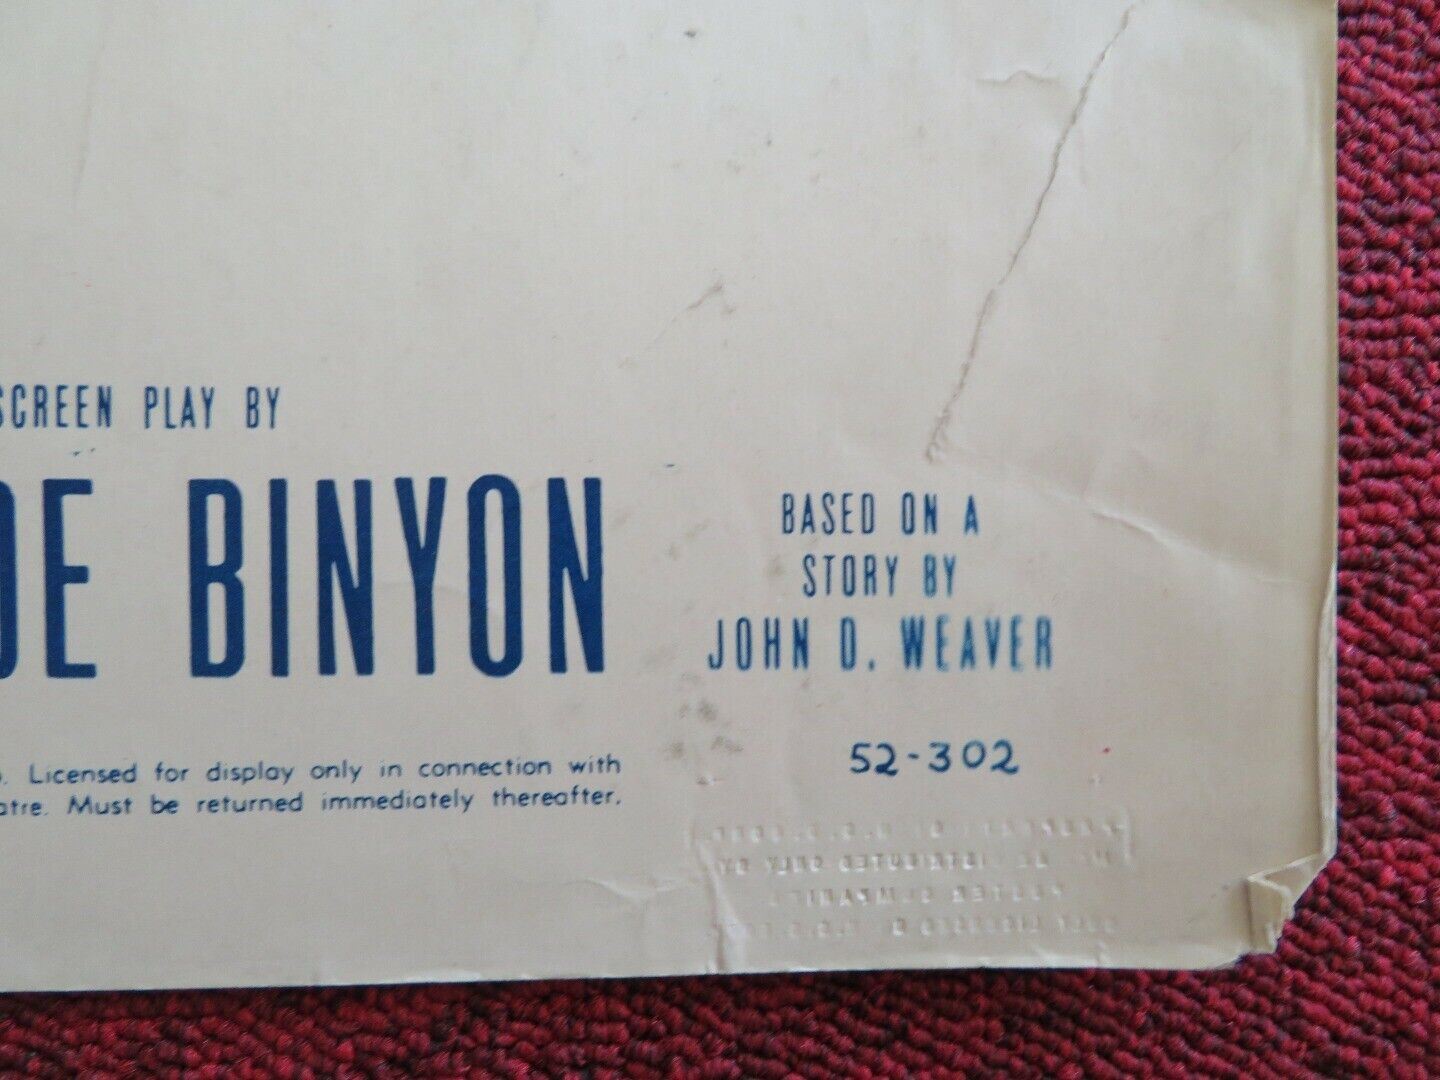 SCREEN PLAY BY
DE BINYON
BASED ON A
STORY BY
JOHN D. WEAVER
52-302
Licensed for display only in connection with
atre. Must be returned immediately thereafter.